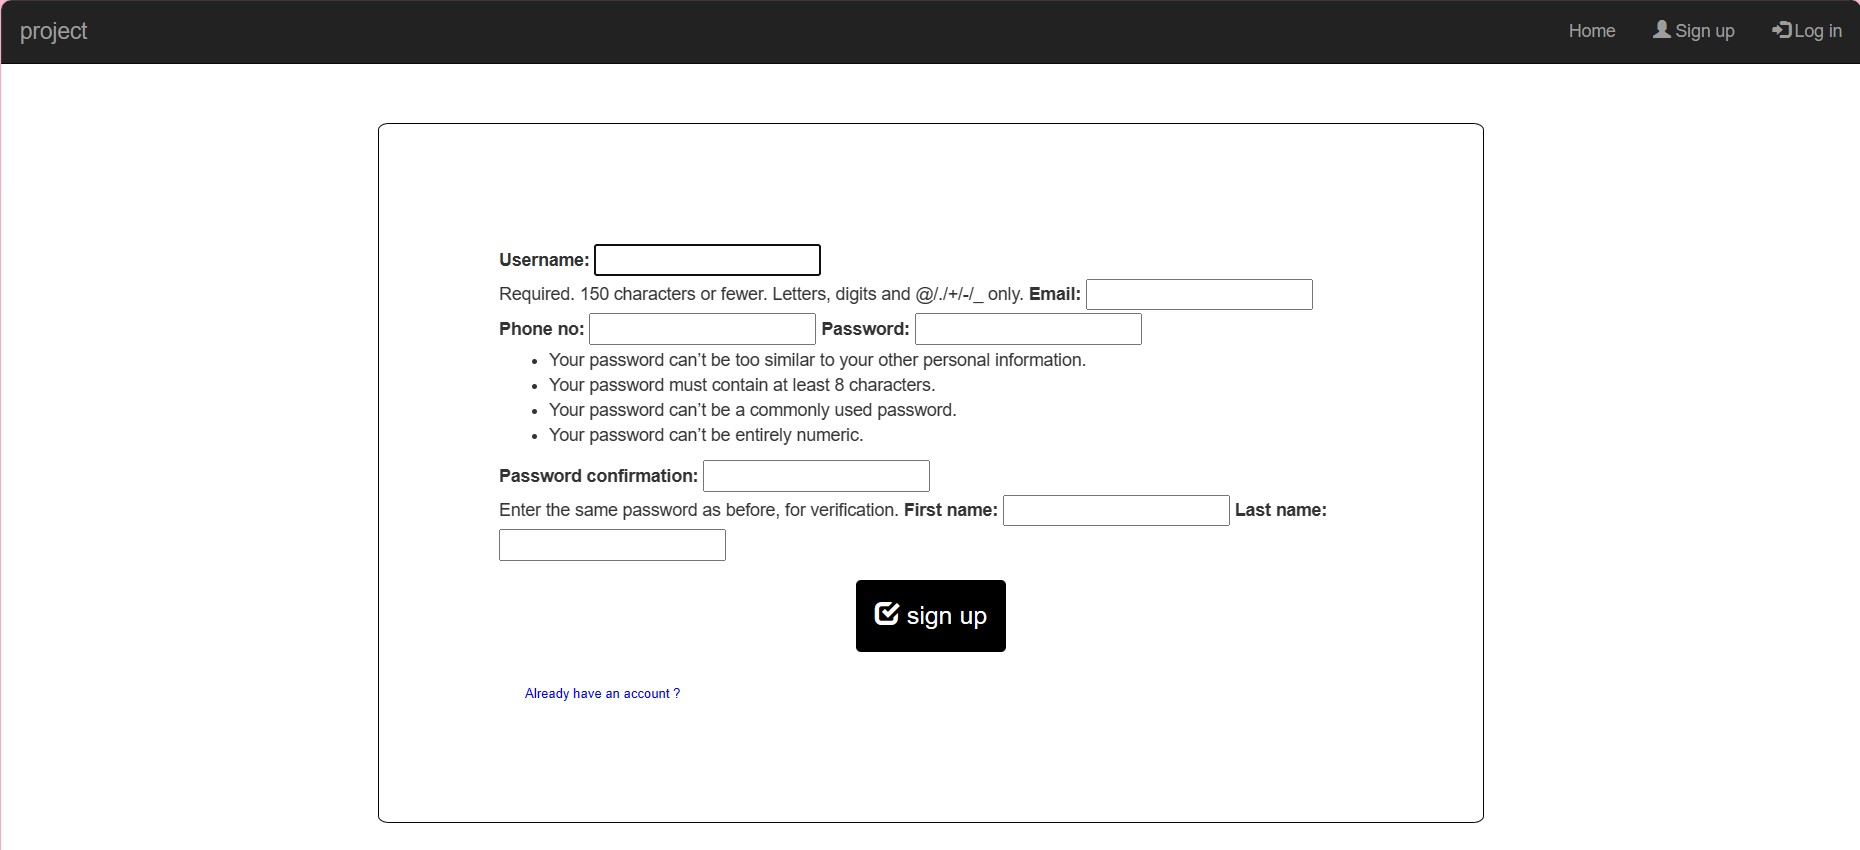 project Home Sign up Log in
Username:
Required. 150 characters or fewer. Letters, digits and @/./+/-/_ only. Email:
Phone no: Password:
Your password can’t be too similar to your other personal information.
Your password must contain at least 8 characters.
Your password can’t be a commonly used password.
Your password can’t be entirely numeric.
Password confirmation:
Enter the same password as before, for verification. First name: Last name:
sign up
Already have an account ?